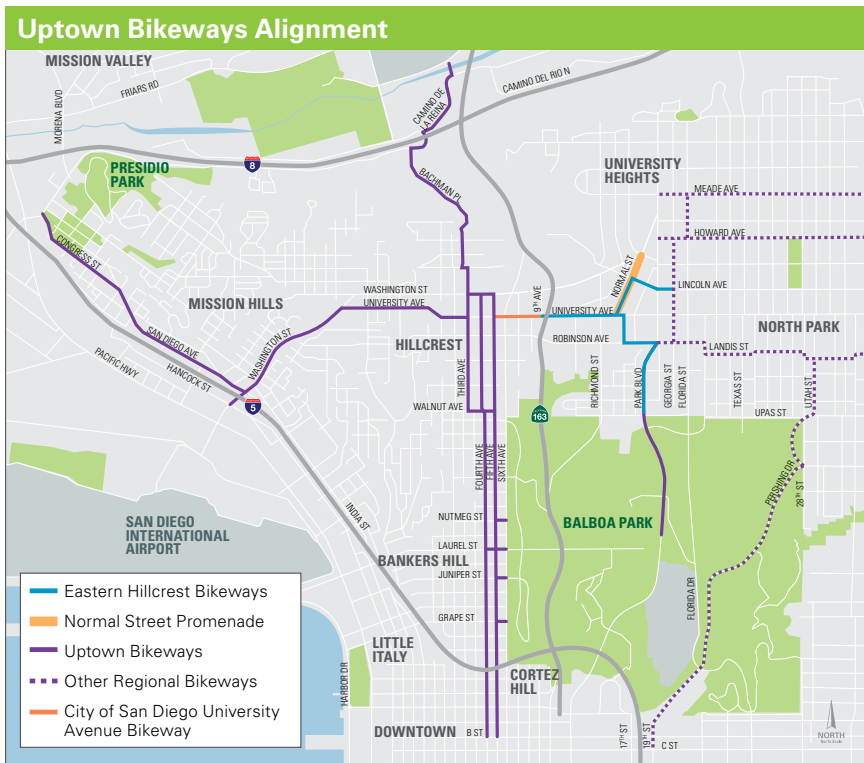 Uptown Bikeways Alignment
MISSION VALLEY
FRIARS RD
MORENA BLVD
CAMINO DE
LA REINA
CAMINO DEL RIO N
8
PRESIDIO
PARK
BACHMAN PL
UNIVERSITY
HEIGHTS
MEADE AVE
HOWARD AVE
CONGRESS ST
NORMAL ST
LINCOLN AVE
MISSION HILLS
WASHINGTON ST
UNIVERSITY AVE
9TH AVE
UNIVERSITY AVE
SAN DIEGO AVE
WASHINGTON ST
HILLCREST
ROBINSON AVE
NORTH PARK
LANDIS ST
PACIFIC HWY
HANCOCK ST
THIRD AVE
RICHMOND ST
PARK BLVD
GEORGIA ST
FLORIDA ST
TEXAS ST
UTAH ST
5
WALNUT AVE
163
UPAS ST
FOURTH AVE
FIFTH AVE
SIXTH AVE
PERSHING DR
28TH ST
INDIA ST
NUTMEG ST
BALBOA PARK
SAN DIEGO
INTERNATIONAL
AIRPORT
LAUREL ST
BANKERS HILL
JUNIPER ST
GRAPE ST
FLORIDA DR
Eastern Hillcrest Bikeways
Normal Street Promenade
Uptown Bikeways
Other Regional Bikeways
City of San Diego University
Avenue Bikeway
LITTLE
ITALY
HARBOR DR
CORTEZ
HILL
DOWNTOWN
B ST
17TH ST
19TH ST
C ST
NORTH